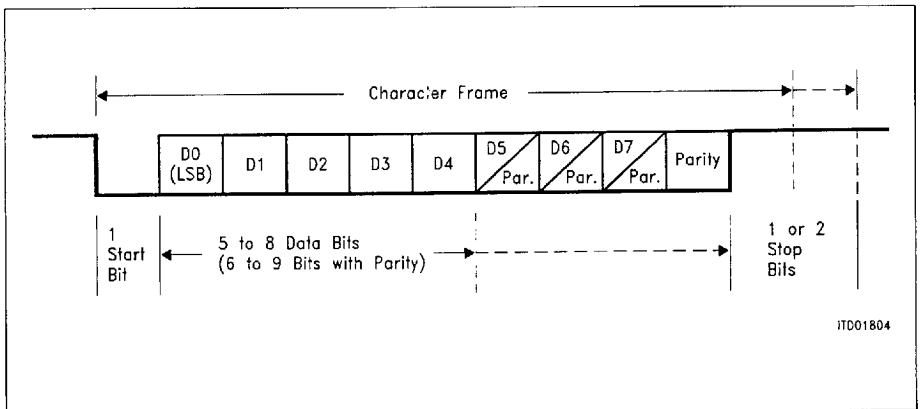 Character Frame
D0
(LSB)
D1
D2
D3
D4
D5
Par.
D6
Par.
D7
Par.
Parity
1
Start
Bit
5 to 8 Data Bits
(6 to 9 Bits with Parity)
1 or 2
Stop
Bits
ITD01804